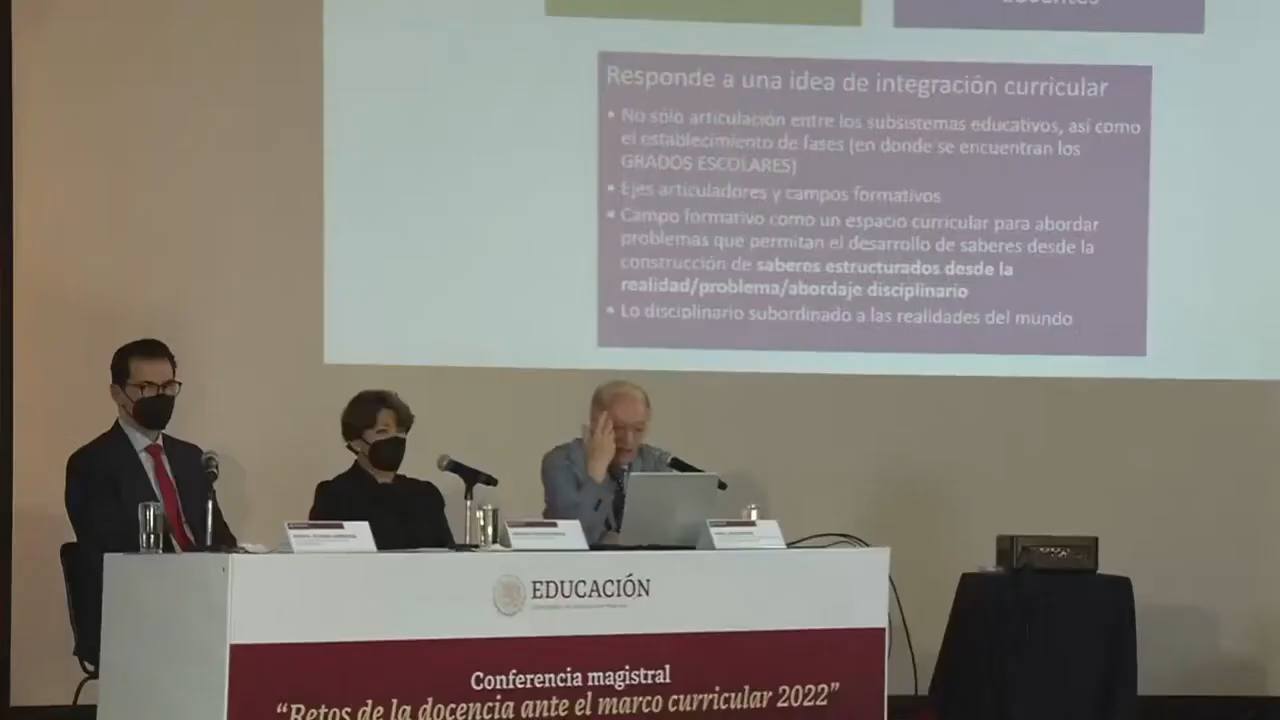 Responde a una idea de integración curricular
• No sólo articulación entre los subsistemas educativos, así como
el establecimiento de fases (en donde se encuentran los
GRADOS ESCOLARES)
• Ejes articuladores y campos formativos
• Campo formativo como un espacio curricular para abordar
problemas que permitan el desarrollo de saberes desde la
construcción de saberes estructurados desde la
realidad/problema/abordaje disciplinario
• Lo disciplinario subordinado a las realidades del mundo
EDUCACIÓN
Conferencia magistral
“Retos de la docencia ante el marco curricular 2022”